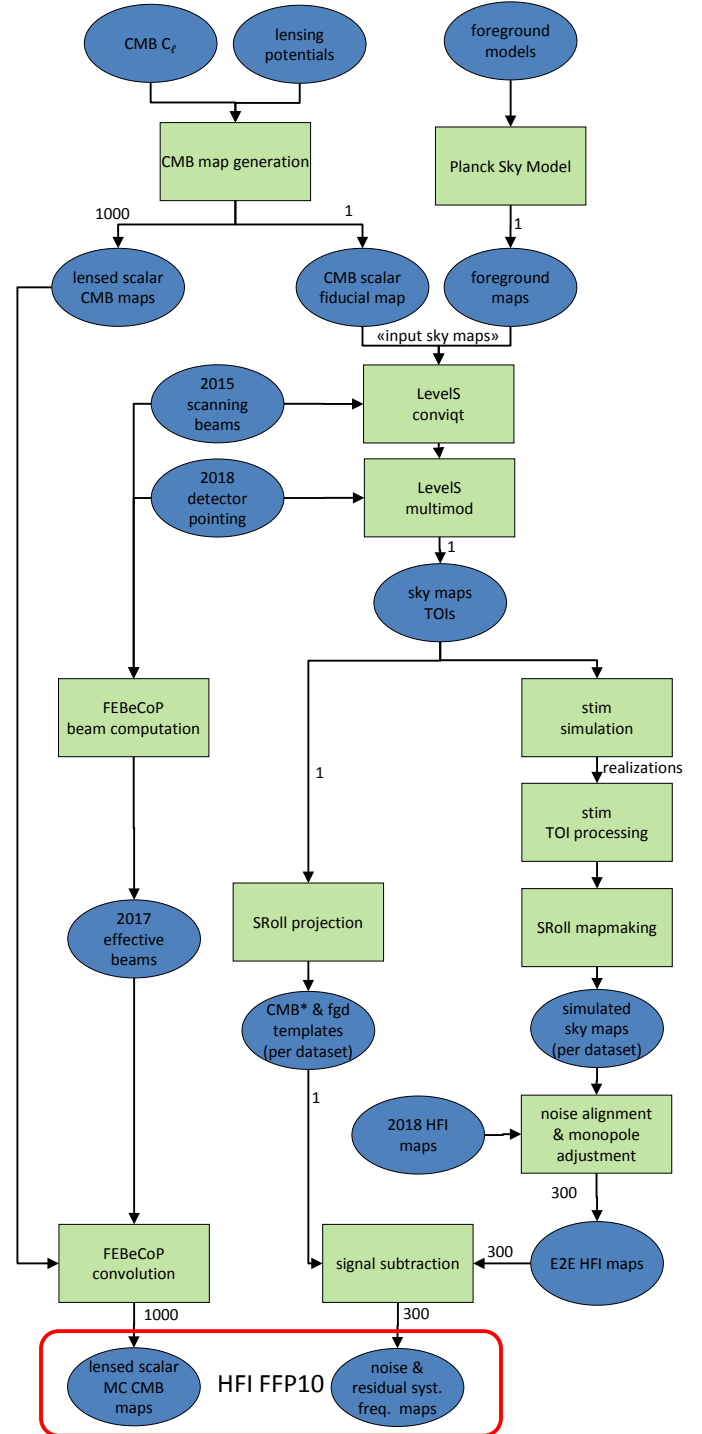 CMB Cℓ
lensing
potentials
foreground
models
CMB map generation
Planck Sky Model
1000
1
1
lensed scalar
CMB maps
CMB scalar
fiducial map
foreground
maps
«input sky maps»
2015
scanning
beams
LevelS
conviqt
2018
detector
pointing
LevelS
multimod
1
sky maps
TOIs
FEBeCoP
beam computation
stim
simulation
1
realizations
stim
TOI processing
2017
effective
beams
SRoll projection
SRoll mapmaking
CMB* & fgd
templates
(per dataset)
simulated
sky maps
(per dataset)
1
2018 HFI
maps
noise alignment
& monopole
adjustment
300
FEBeCoP
convolution
signal subtraction
300
E2E HFI maps
1000
300
lensed scalar
MC CMB
maps
HFI FFP10
noise &
residual syst.
freq. maps